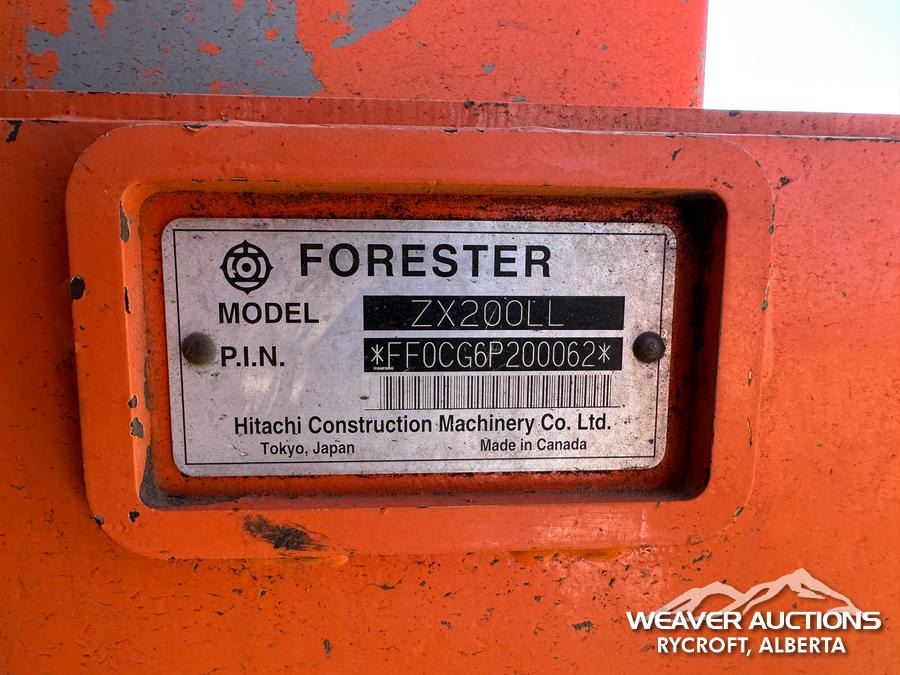 FORESTER
MODEL ZX200LL
P.I.N. *FF0CG6P200062*
Hitachi Construction Machinery Co. Ltd.
Tokyo, Japan Made in Canada
WEAVER AUCTIONS
RYCROFT, ALBERTA